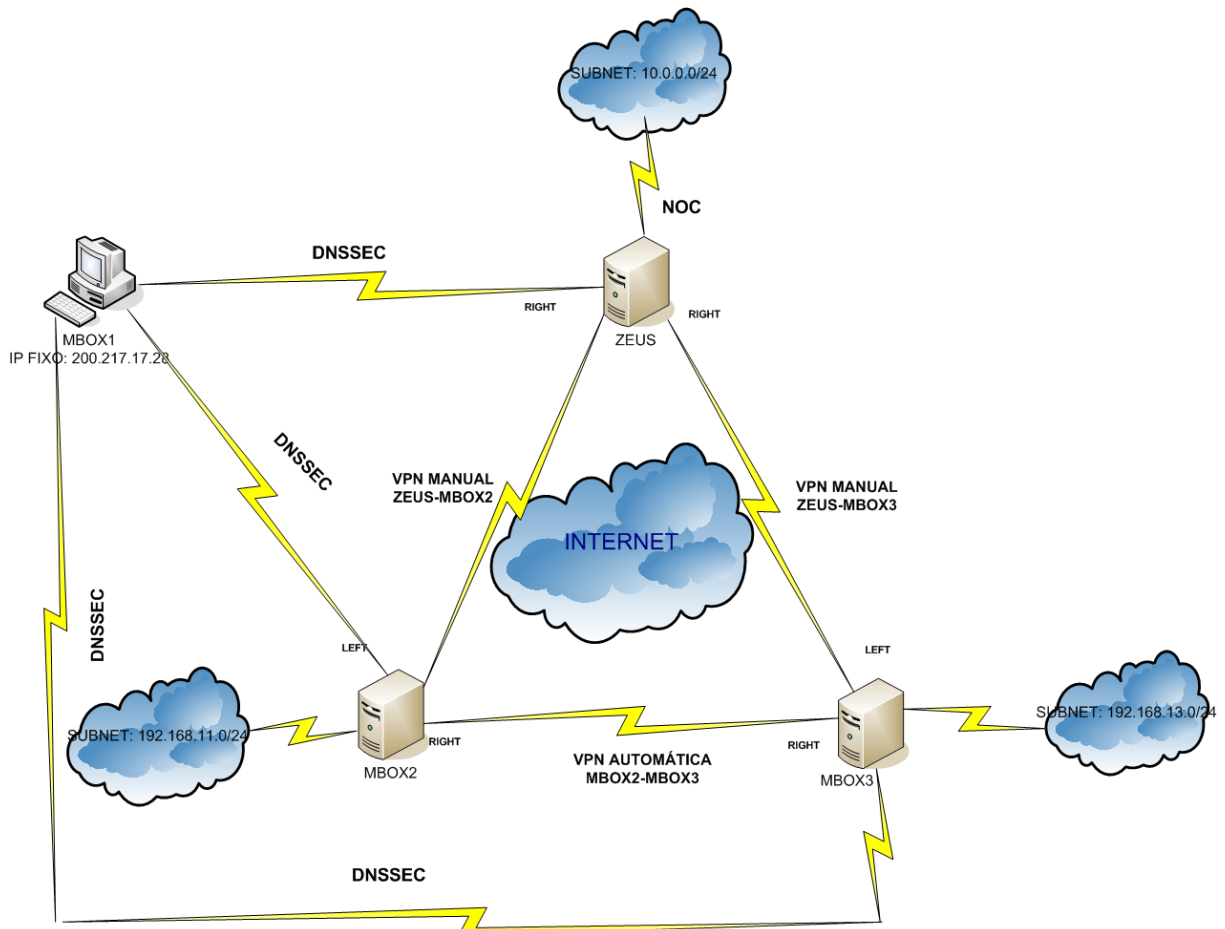 SUBNET: 10.0.0.0/24
NOC
DNSSEC
RIGHT
RIGHT
MBOX1
IP FIXO: 200.217.17.28
ZEUS
DNSSEC
VPN MANUAL
ZEUS-MBOX2
VPN MANUAL
ZEUS-MBOX3
INTERNET
DNSSEC
LEFT
LEFT
SUBNET: 192.168.11.0/24
RIGHT
MBOX2
VPN AUTOMÁTICA
MBOX2-MBOX3
RIGHT
MBOX3
SUBNET: 192.168.13.0/24
DNSSEC